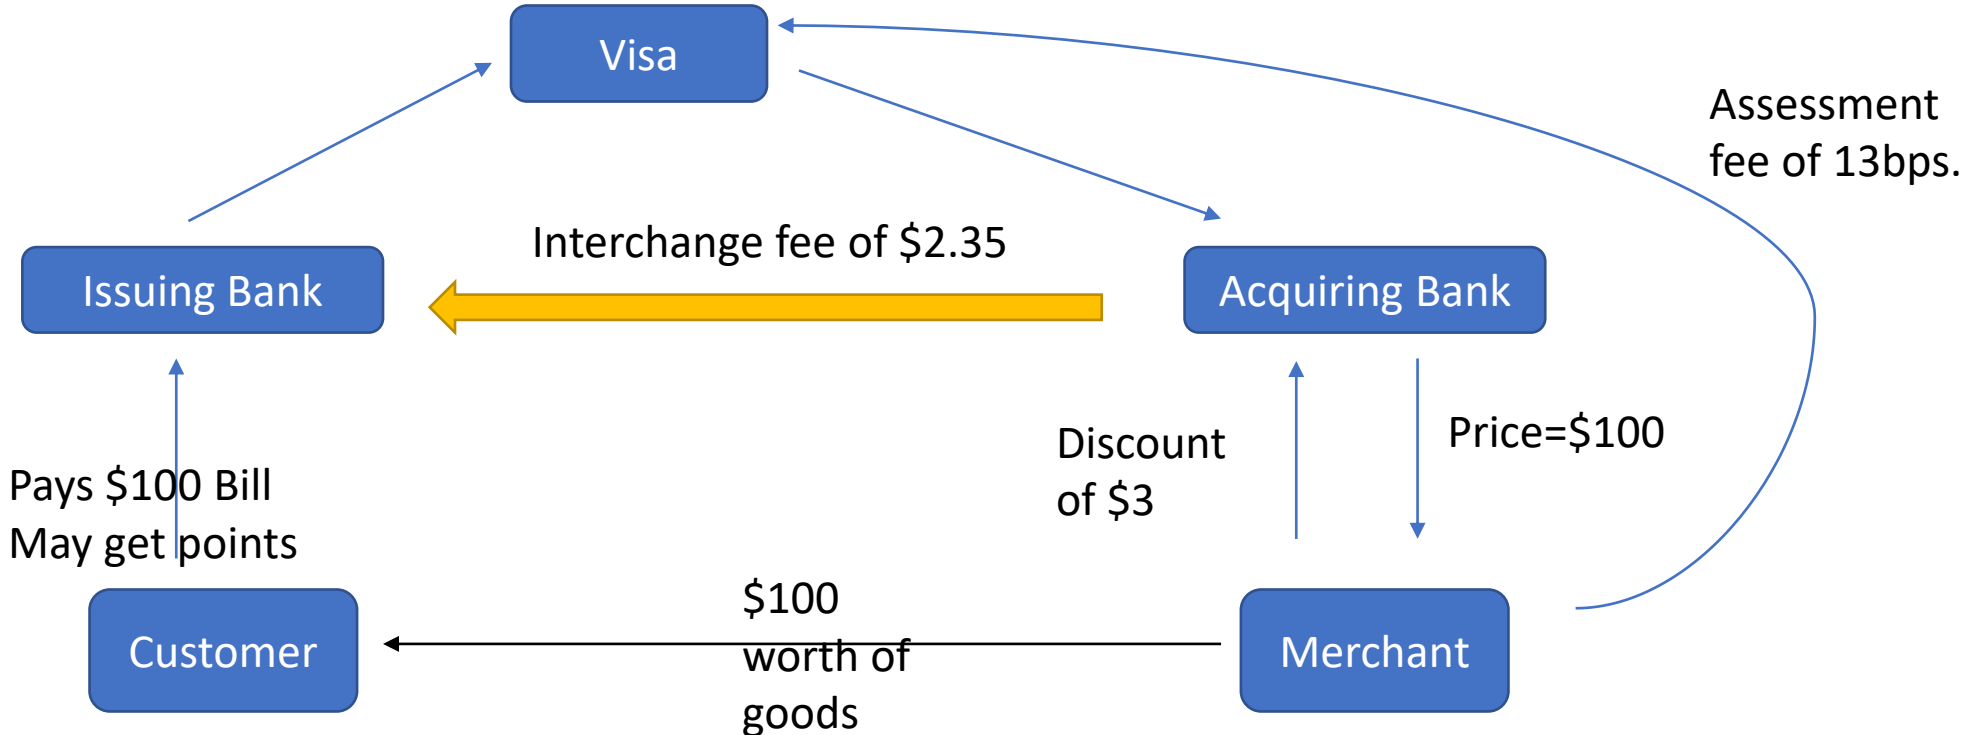 Visa
Assessment
fee of 13bps.
Interchange fee of $2.35
Issuing Bank
Acquiring Bank
Discount
of $3
Price=$100
Pays $100 Bill
May get points
$100
worth of
goods
Customer
Merchant